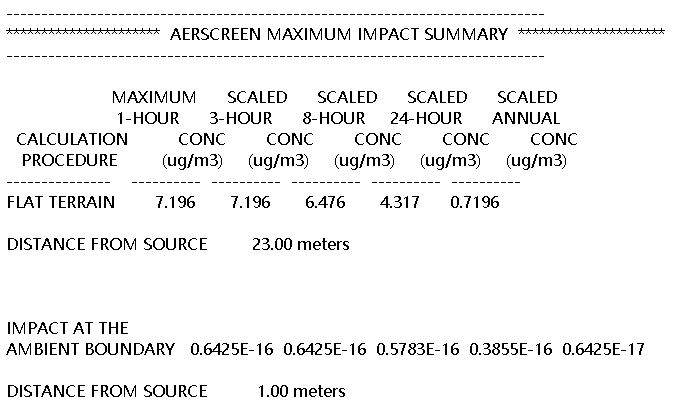 -----------------------------------------------------------------------------
********************** AERSCREEN MAXIMUM IMPACT SUMMARY *********************
-----------------------------------------------------------------------------
MAXIMUM SCALED SCALED SCALED SCALED
1-HOUR 3-HOUR 8-HOUR 24-HOUR ANNUAL
CALCULATION CONC CONC CONC CONC CONC
PROCEDURE (ug/m3) (ug/m3) (ug/m3) (ug/m3) (ug/m3)
--------------- ---------- ---------- ---------- ---------- ----------
FLAT TERRAIN 7.196 7.196 6.476 4.317 0.7196
DISTANCE FROM SOURCE 23.00 meters
IMPACT AT THE
AMBIENT BOUNDARY 0.6425E-16 0.6425E-16 0.5783E-16 0.3855E-16 0.6425E-17
DISTANCE FROM SOURCE 1.00 meters